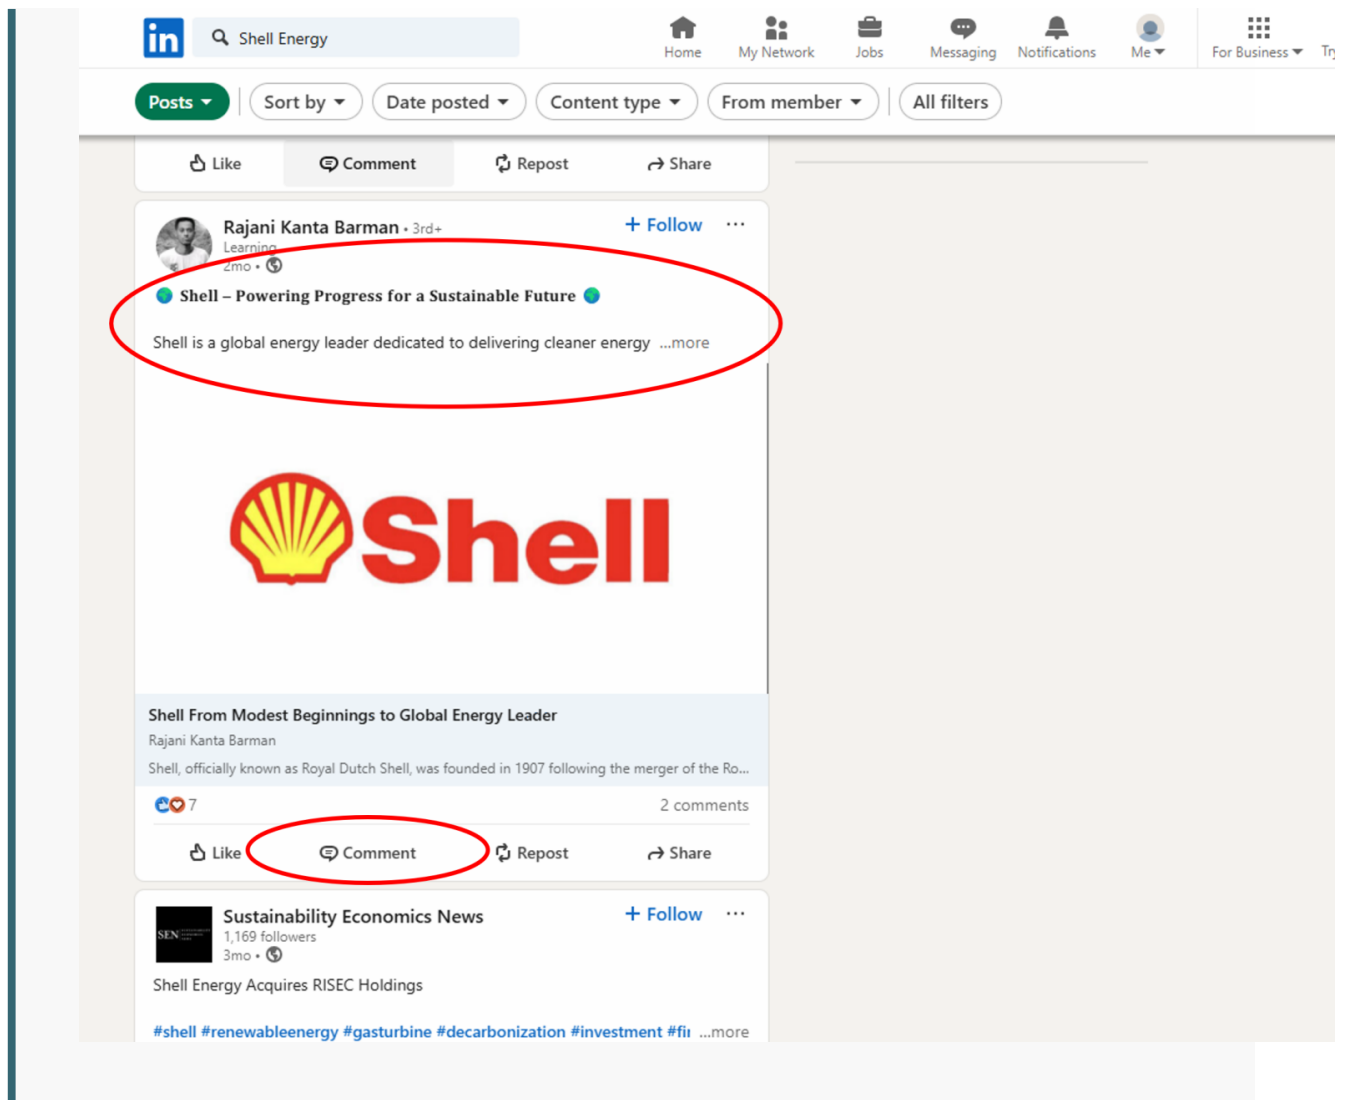 in Shell Energy Home My Network Jobs Messaging Notifications Me For Business
Posts Sort by Date posted Content type From member All filters
Like Comment Repost Share
Rajani Kanta Barman • 3rd+ + Follow ...
Learning
2mo •
Shell – Powering Progress for a Sustainable Future
Shell is a global energy leader dedicated to delivering cleaner energy ...more
Shell
Shell From Modest Beginnings to Global Energy Leader
Rajani Kanta Barman
Shell, officially known as Royal Dutch Shell, was founded in 1907 following the merger of the Ro...
7 2 comments
Like Comment Repost Share
SEN Sustainability Economics News + Follow ...
1,169 followers
3mo •
Shell Energy Acquires RISEC Holdings
#shell #renewableenergy #gasturbine #decarbonization #investment ...more